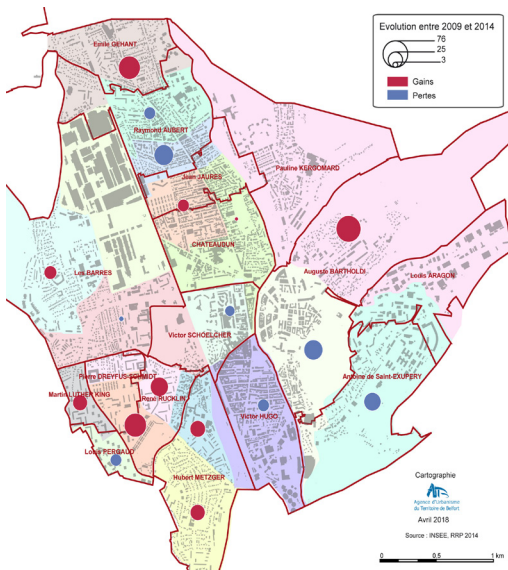 Evolution entre 2009 et 2014
76
25
3
Gains
Pertes
Emile GEHANT
Raymond AUBERT
Jean JAURES
Pauline KERGOMARD
CHATEAUDUN
Auguste BARTHOLDI
Louis ARAGON
Les BARRES
Victor SCHOELCHER
Antoine de Saint-EXUPERY
Pierre DREYFUS-SCHMIDT
Martin LUTHER KING
René RUCKLIN
Victor HUGO
Louis PERGAUD
Hubert METZGER
Cartographie
Agence d'Urbanisme
du Territoire de Belfort
Avril 2018
Source : INSEE, RRP 2014
0 0,5 1 km